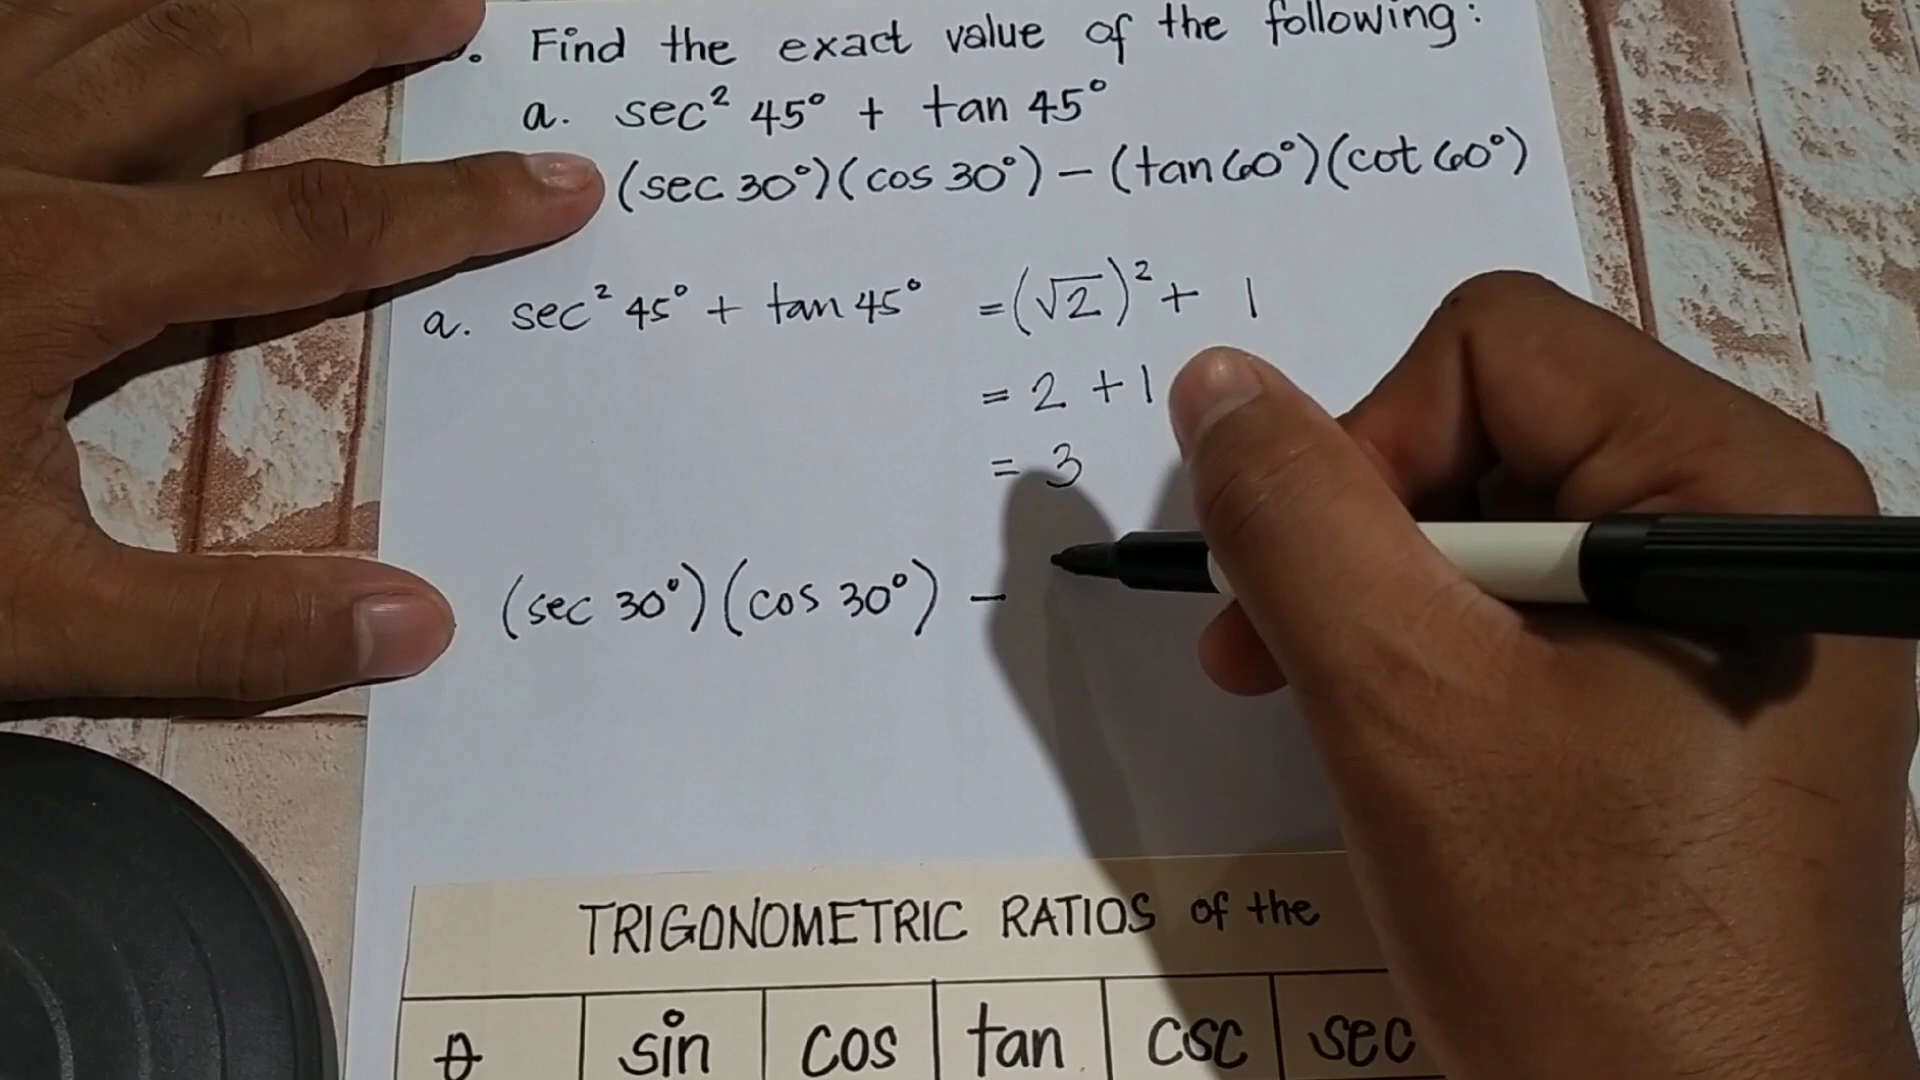 . Find the exact value of the following:
a. sec² 45° + tan 45°
(sec 30°)(cos 30°) − (tan 60°)(cot 60°)
a. sec² 45° + tan 45° = (√2)² + 1
= 2 + 1
= 3
(sec 30°)(cos 30°) −
TRIGONOMETRIC RATIOS of the
θ sin cos tan csc sec